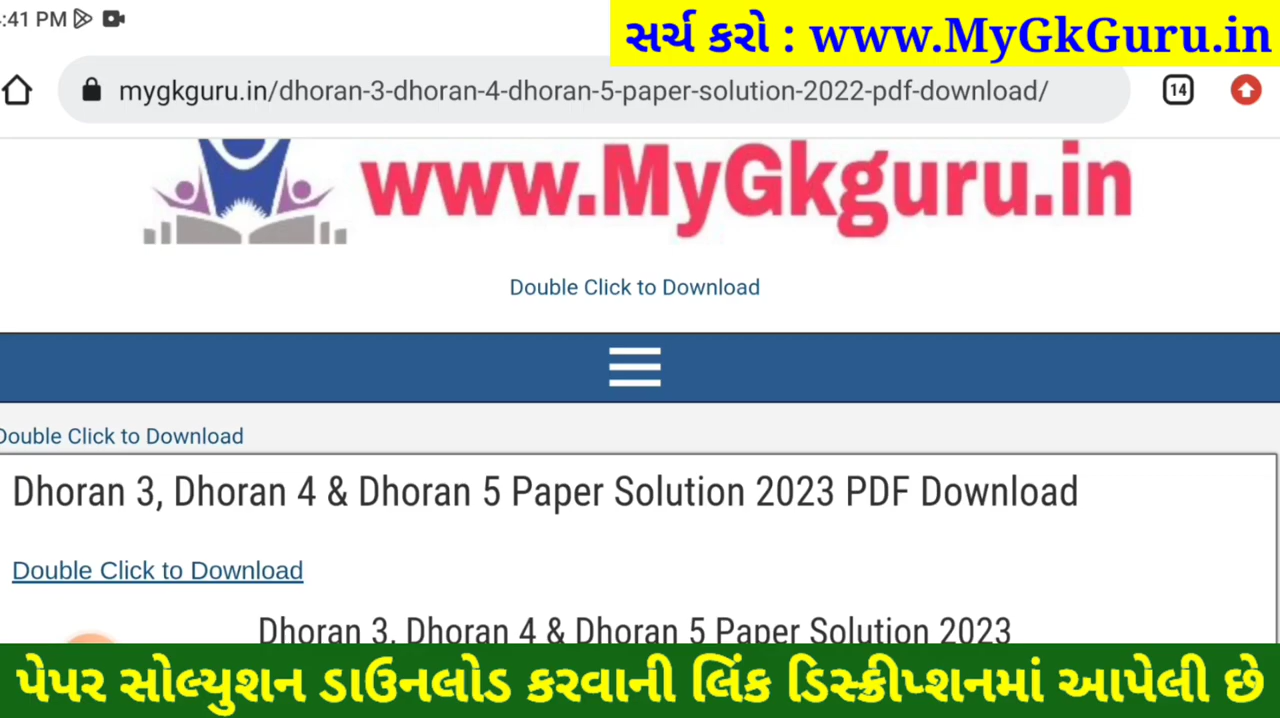 :41 PM
સર્ચ કરો : www.MyGkGuru.in
mygkguru.in/dhoran-3-dhoran-4-dhoran-5-paper-solution-2022-pdf-download/
14
www.MyGkguru.in
Double Click to Download
Double Click to Download
Dhoran 3, Dhoran 4 & Dhoran 5 Paper Solution 2023 PDF Download
Double Click to Download
Dhoran 3, Dhoran 4 & Dhoran 5 Paper Solution 2023
પેપર સોલ્યુશન ડાઉનલોડ કરવાની લિંક ડિસ્ક્રીપ્શનમાં આપેલી છે